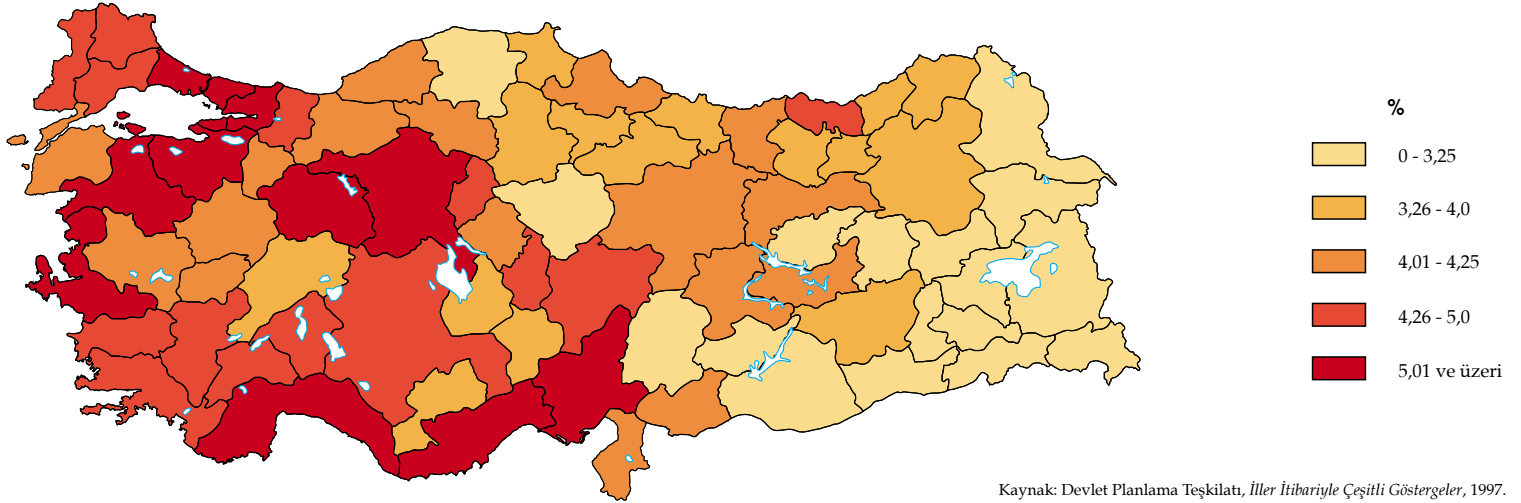 %
0 - 3,25
3,26 - 4,0
4,01 - 4,25
4,26 - 5,0
5,01 ve üzeri
Kaynak: Devlet Planlama Teşkilatı, İller İtibariyle Çeşitli Göstergeler, 1997.